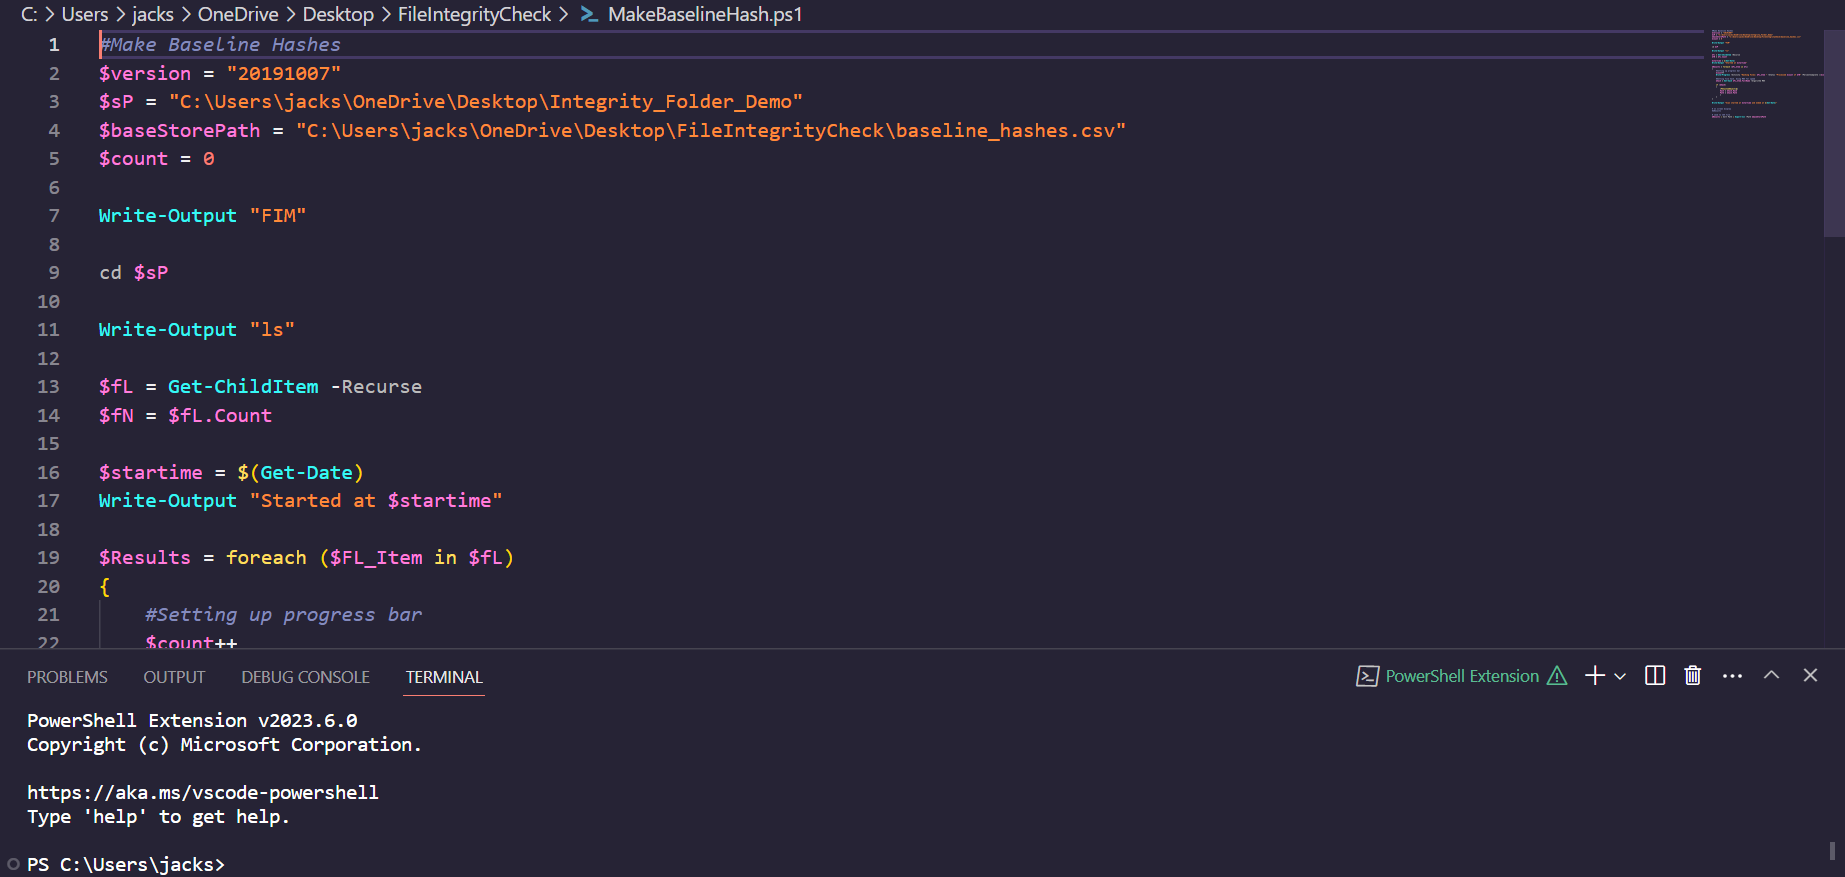 C: > Users > jacks > OneDrive > Desktop > FileIntegrityCheck > MakeBaselineHash.ps1
1 #Make Baseline Hashes
2 $version = "20191007"
3 $sP = "C:\Users\jacks\OneDrive\Desktop\Integrity_Folder_Demo"
4 $baseStorePath = "C:\Users\jacks\OneDrive\Desktop\FileIntegrityCheck\baseline_hashes.csv"
5 $count = 0
6
7 Write-Output "FIM"
8
9 cd $sP
10
11 Write-Output "ls"
12
13 $fL = Get-ChildItem -Recurse
14 $fN = $fL.Count
15
16 $startime = $(Get-Date)
17 Write-Output "Started at $startime"
18
19 $Results = foreach ($FL_Item in $fL)
20 {
21 #Setting up progress bar
22 $count++
PROBLEMS OUTPUT DEBUG CONSOLE TERMINAL PowerShell Extension
PowerShell Extension v2023.6.0
Copyright (c) Microsoft Corporation.
https://aka.ms/vscode-powershell
Type 'help' to get help.
PS C:\Users\jacks>